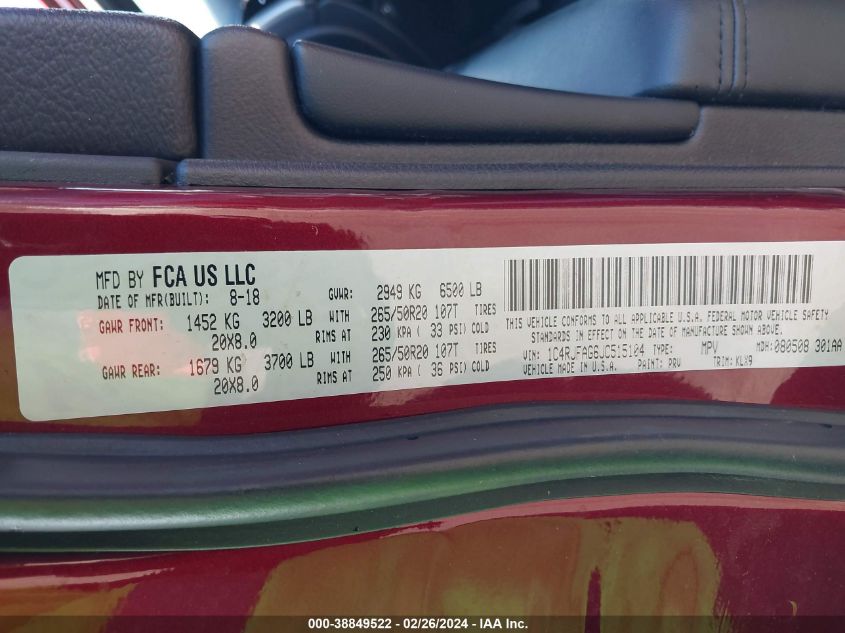 MFD BY FCA US LLC
DATE OF MFR(BUILT): 8-18 GVWR: 2949 KG 6500 LB
GAWR FRONT: 1452 KG 3200 LB WITH 265/50R20 107T TIRES
20X8.0 RIMS AT 230 KPA ( 33 PSI) COLD
GAWR REAR: 1679 KG 3700 LB WITH 265/50R20 107T TIRES
20X8.0 RIMS AT 250 KPA ( 36 PSI) COLD
THIS VEHICLE CONFORMS TO ALL APPLICABLE U.S.A. FEDERAL MOTOR VEHICLE SAFETY
STANDARDS IN EFFECT ON THE DATE OF MANUFACTURE SHOWN ABOVE.
VIN: 1C4RJFAG6JC515104 TYPE: MPV MDH: 080508 301AA
VEHICLE MADE IN U.S.A. PAINT: PRV TRIM: KLX9
000-38849522 - 02/26/2024 - IAA Inc.